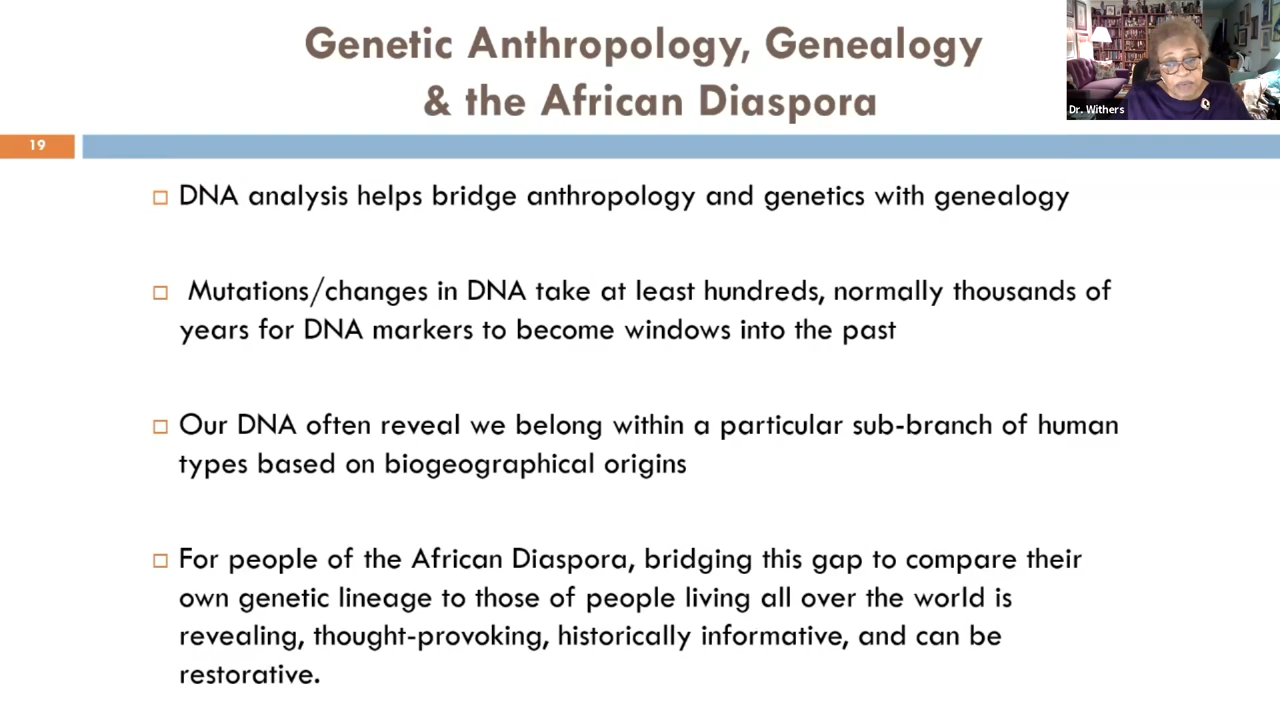 Genetic Anthropology, Genealogy
& the African Diaspora
Dr. Withers
19
DNA analysis helps bridge anthropology and genetics with genealogy
Mutations/changes in DNA take at least hundreds, normally thousands of
years for DNA markers to become windows into the past
Our DNA often reveal we belong within a particular sub-branch of human
types based on biogeographical origins
For people of the African Diaspora, bridging this gap to compare their
own genetic lineage to those of people living all over the world is
revealing, thought-provoking, historically informative, and can be
restorative.